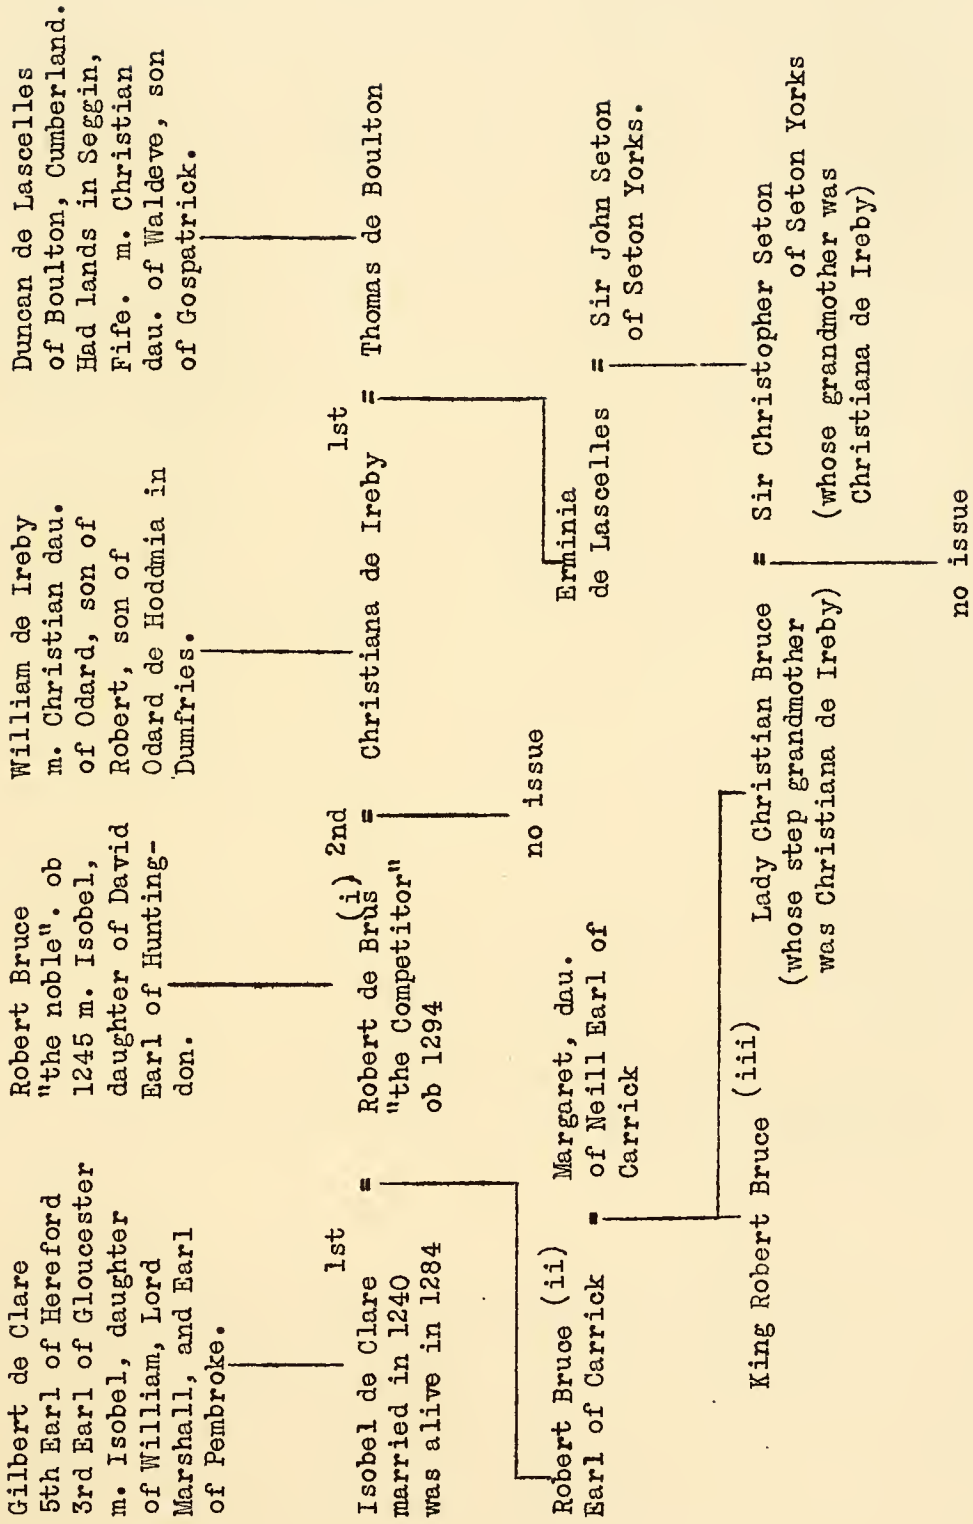 Gilbert de Clare
5th Earl of Hereford
3rd Earl of Gloucester
m. Isobel, daughter
of William, Lord
Marshall, and Earl
of Pembroke.
Robert Bruce
"the noble". ob
1245 m. Isobel,
daughter of David
Earl of Hunting-
don.
William de Ireby
m. Christian dau.
of Odard, son of
Robert, son of
Odard de Hoddmia in
Dumfries.
Duncan de Lascelles
of Boulton, Cumberland.
Had lands in Seggin,
Fife. m. Christian
dau. of Waldeve, son
of Gospatrick.
1st
Isobel de Clare =
married in 1240
was alive in 1284
(i) 2nd
Robert de Brus =
"the Competitor"
ob 1294
no issue
1st
Christiana de Ireby = Thomas de Boulton
Robert Bruce (ii)
Earl of Carrick =
Margaret, dau.
of Neill Earl of
Carrick
Erminia
de Lascelles = Sir John Seton
of Seton Yorks.
King Robert Bruce (iii)
Lady Christian Bruce =
(whose step grandmother
was Christiana de Ireby)
Sir Christopher Seton
of Seton Yorks
(whose grandmother was
Christiana de Ireby)
no issue